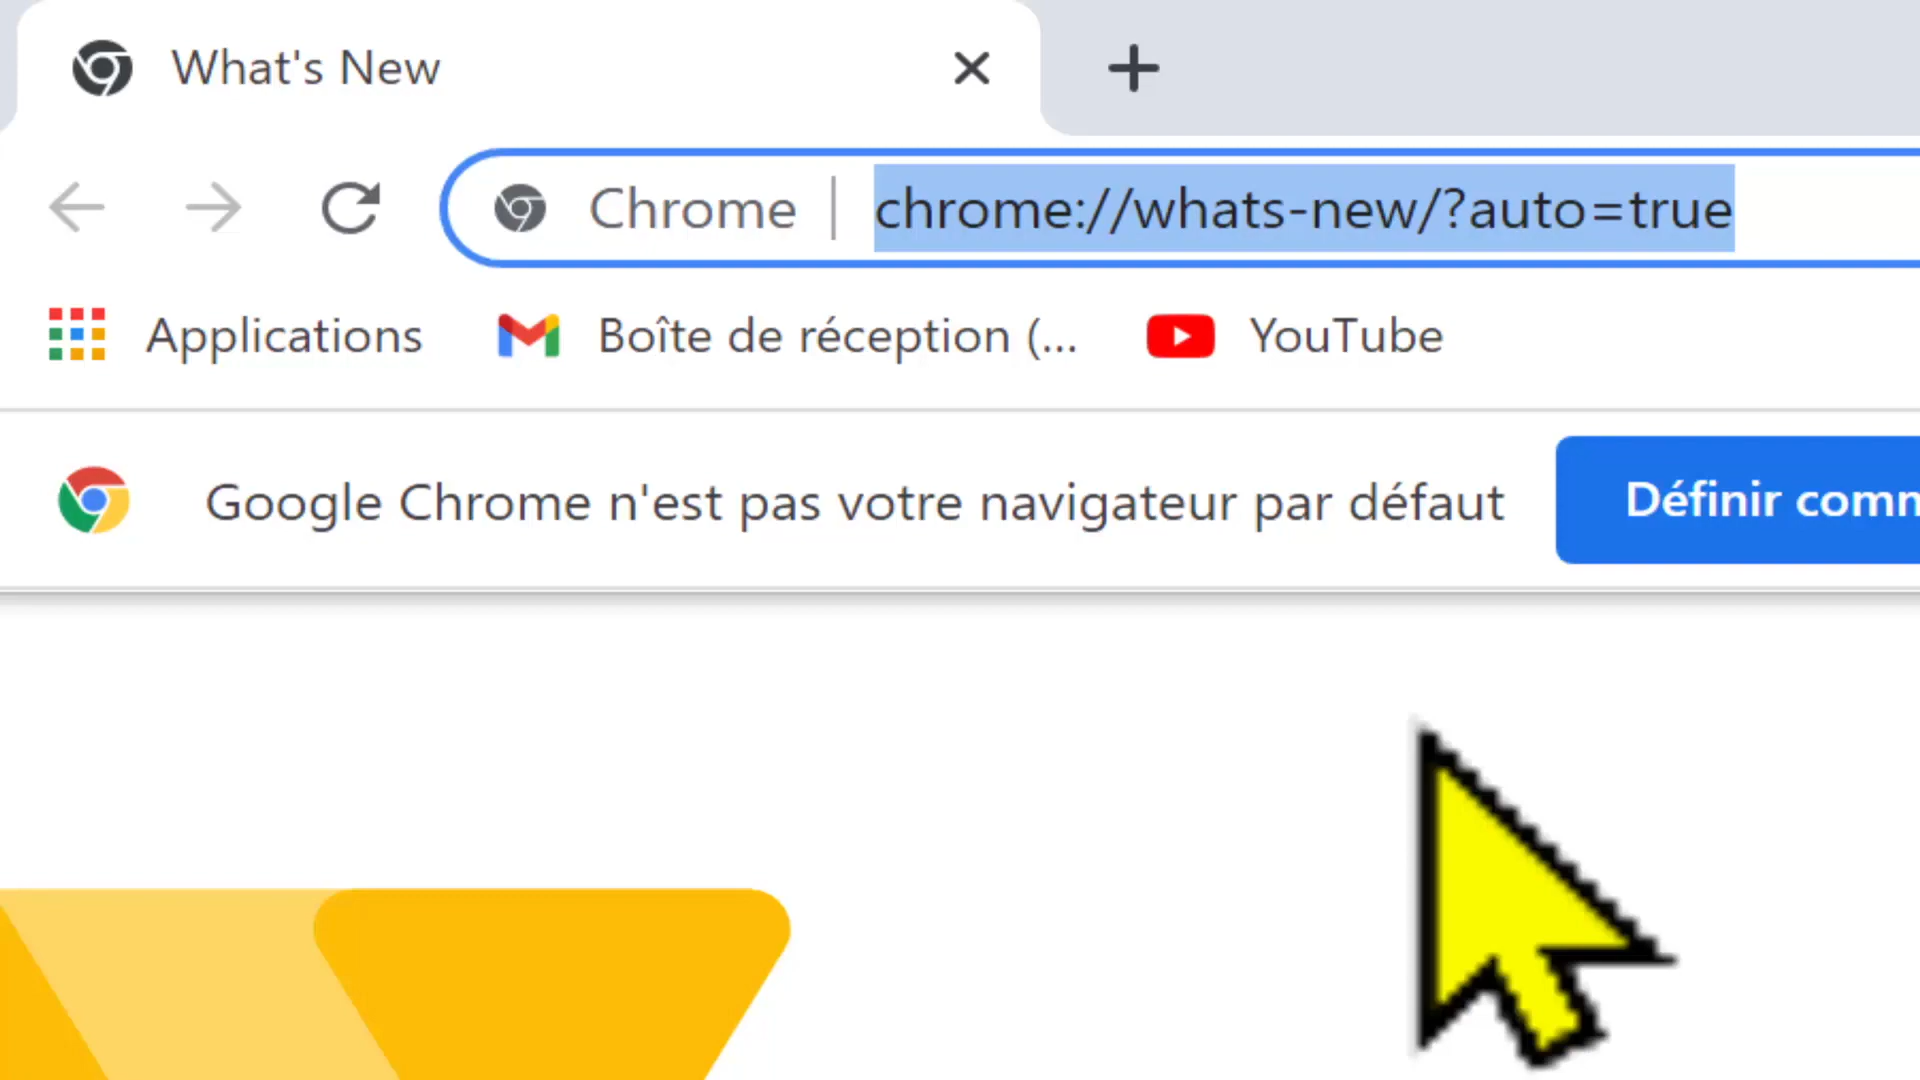 What's New
Chrome | chrome://whats-new/?auto=true
Applications Boîte de réception (... YouTube
Google Chrome n'est pas votre navigateur par défaut Définir comm